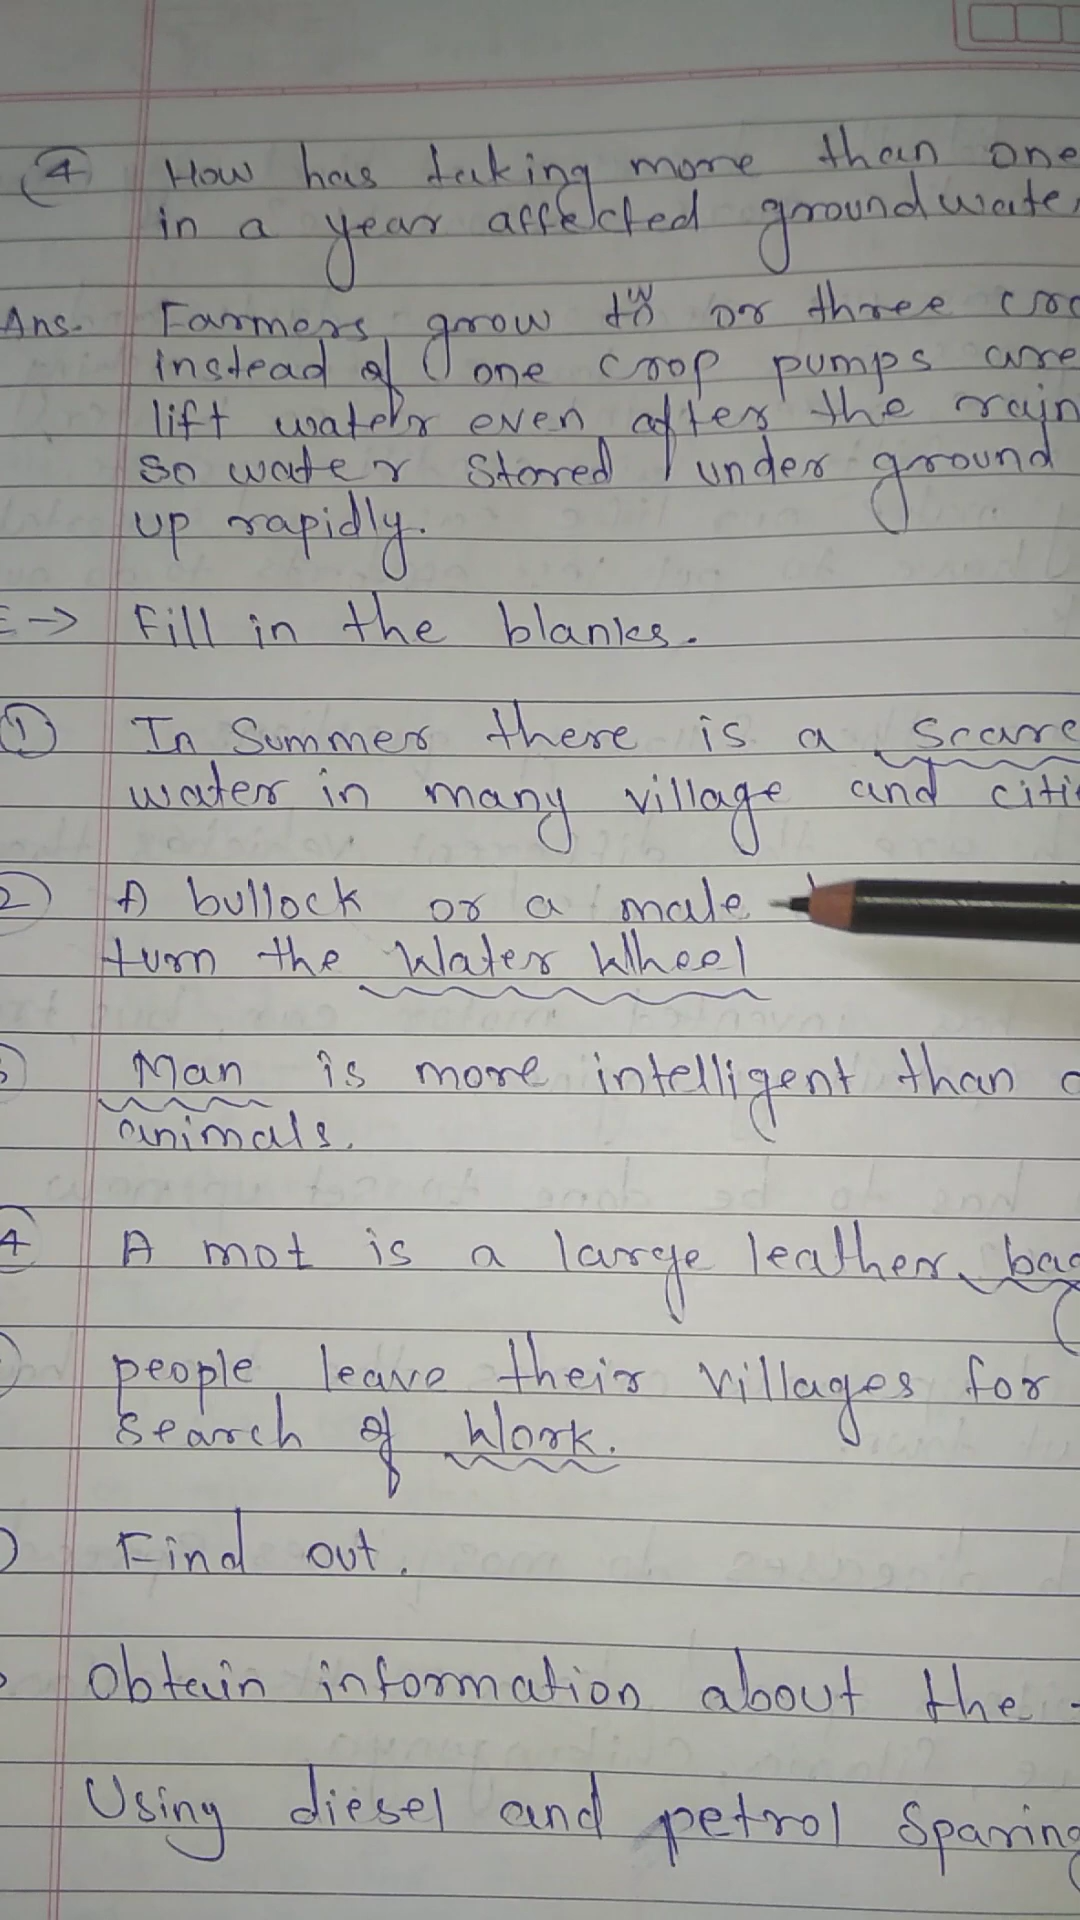 4 How has taking more than one
in a year affected groundwater
Ans. Farmers grow two or three cro
instead of one crop pumps are
lift water even after the rain
so water stored under ground
up rapidly.
E → Fill in the blanks.
1 In Summer there is a Scarc
water in many village and citi
2 A bullock or a male
turn the Water Wheel
3 Man is more intelligent than o
animals.
4 A mot is a large leather bag
people leave their villages for
search of Work.
Find out.
Obtain information about the
Using diesel and petrol Sparing